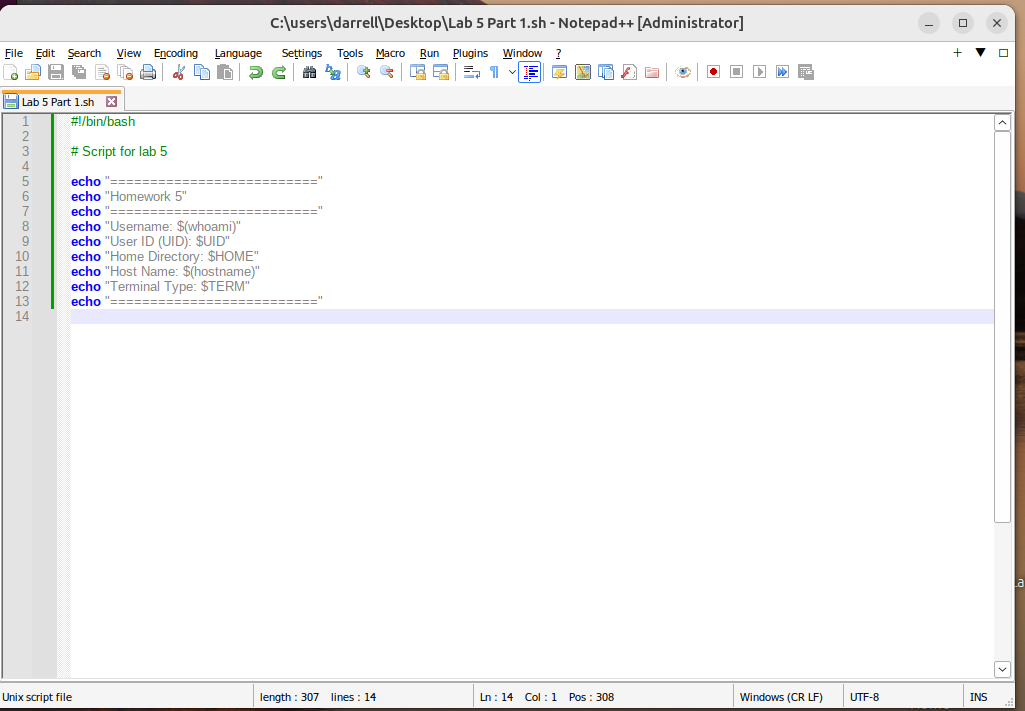 C:\users\darrell\Desktop\Lab 5 Part 1.sh - Notepad++ [Administrator]
File Edit Search View Encoding Language Settings Tools Macro Run Plugins Window ?
Lab 5 Part 1.sh
1 #!/bin/bash
2
3 # Script for lab 5
4
5 echo "=========================="
6 echo "Homework 5"
7 echo "=========================="
8 echo "Username: $(whoami)"
9 echo "User ID (UID): $UID"
10 echo "Home Directory: $HOME"
11 echo "Host Name: $(hostname)"
12 echo "Terminal Type: $TERM"
13 echo "=========================="
14
Unix script file length : 307 lines : 14 Ln : 14 Col : 1 Pos : 308 Windows (CR LF) UTF-8 INS